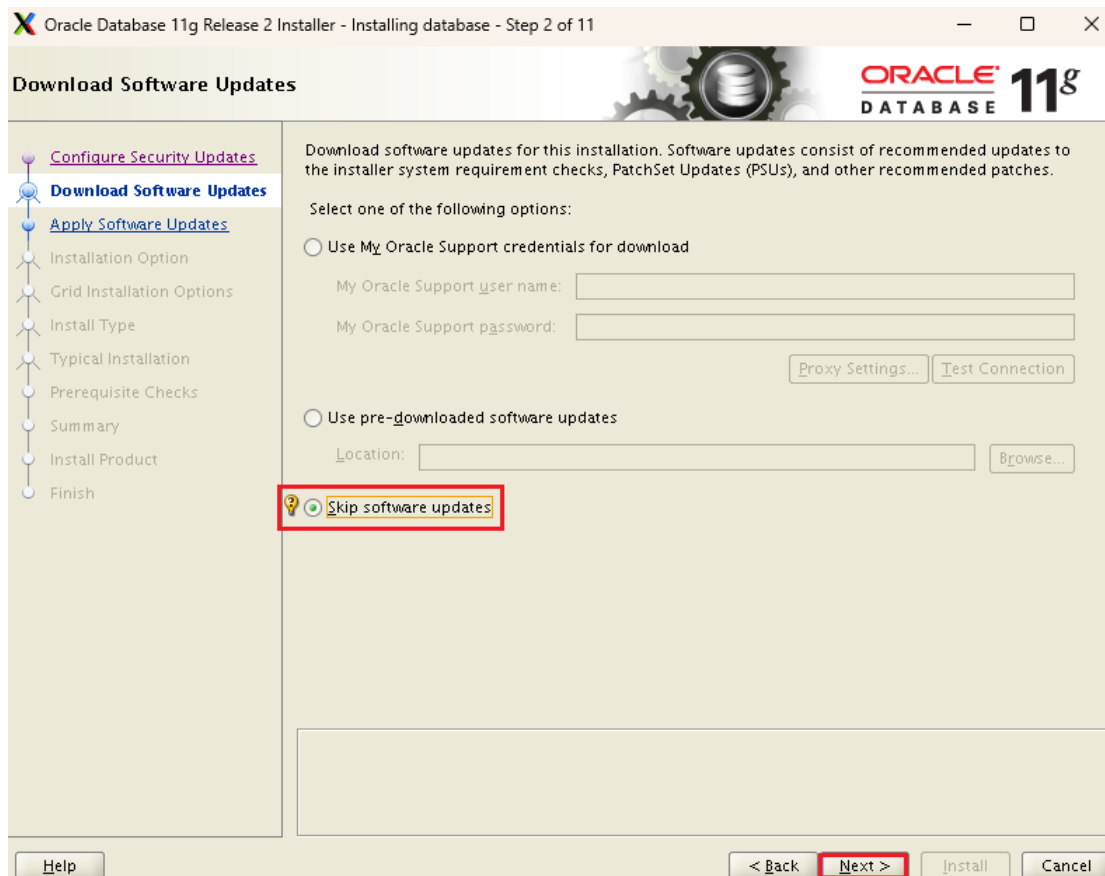 Oracle Database 11g Release 2 Installer - Installing database - Step 2 of 11
Download Software Updates
ORACLE DATABASE 11g
Configure Security Updates
Download Software Updates
Apply Software Updates
Installation Option
Grid Installation Options
Install Type
Typical Installation
Prerequisite Checks
Summary
Install Product
Finish
Download software updates for this installation. Software updates consist of recommended updates to
the installer system requirement checks, PatchSet Updates (PSUs), and other recommended patches.
Select one of the following options:
Use My Oracle Support credentials for download
My Oracle Support user name:
My Oracle Support password:
Proxy Settings... Test Connection
Use pre-downloaded software updates
Location: Browse...
Skip software updates
Help < Back Next > Install Cancel